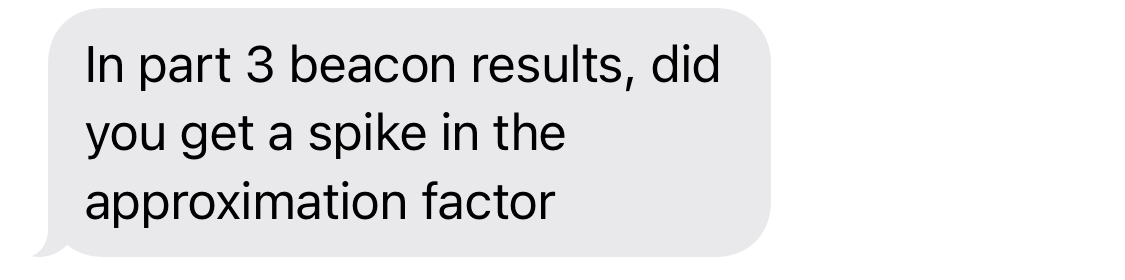 In part 3 beacon results, did
you get a spike in the
approximation factor